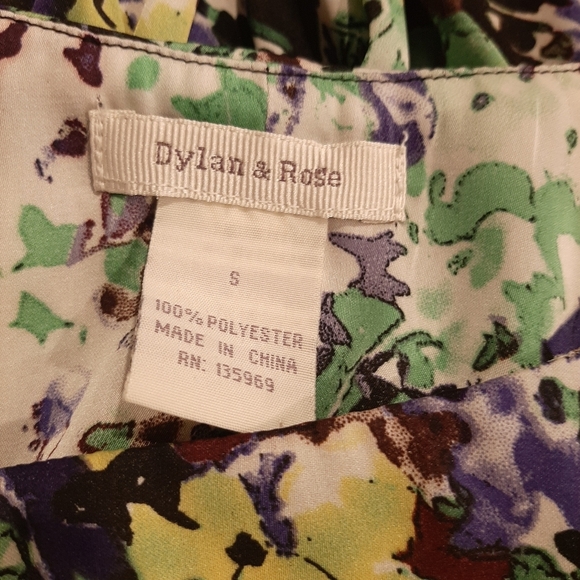 Dylan & Rose
S
100% POLYESTER
MADE IN CHINA
RN: 135969